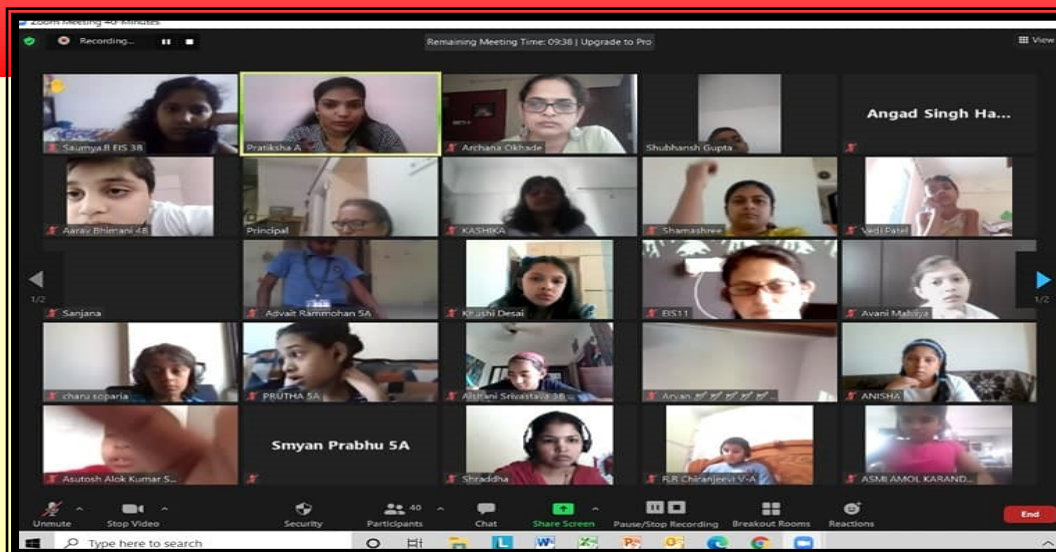 Zoom Meeting 40-Minutes
Recording...
Remaining Meeting Time: 09:38 | Upgrade to Pro
View
Saumya.B EIS 3B
Pratiksha A
Archana Okhade
Shubhansh Gupta
Angad Singh Ha...
Aarav Bhimani 4B
Principal
KASHIKA
Shamashree
Vedi Patel
1/2
Sanjana
Advait Rammohan 5A
Khushi Desai
EIS11
Avani Malviya
1/2
charu soparia
PRUTHA 5A
Srivastava 3B
Aryan
ANISHA
Asutosh Alok Kumar S...
Smyan Prabhu 5A
Shraddha
R.R Chiranjeevi V-A
ASMI AMOL KARAND...
Unmute
Stop Video
Security
Participants
40
Chat
Share Screen
Pause/Stop Recording
Breakout Rooms
Reactions
End
Type here to search